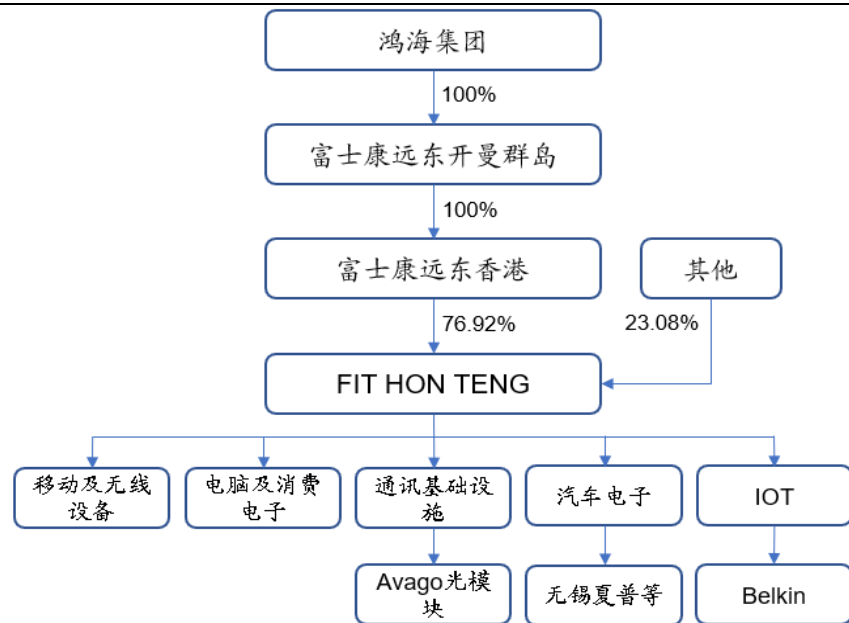 鸿海集团
100%
富士康远东开曼群岛
100%
富士康远东香港
其他
76.92%
23.08%
FIT HON TENG
移动及无线
设备
电脑及消费
电子
通讯基础设
施
汽车电子
IOT
Avago光模
块
无锡夏普等
Belkin